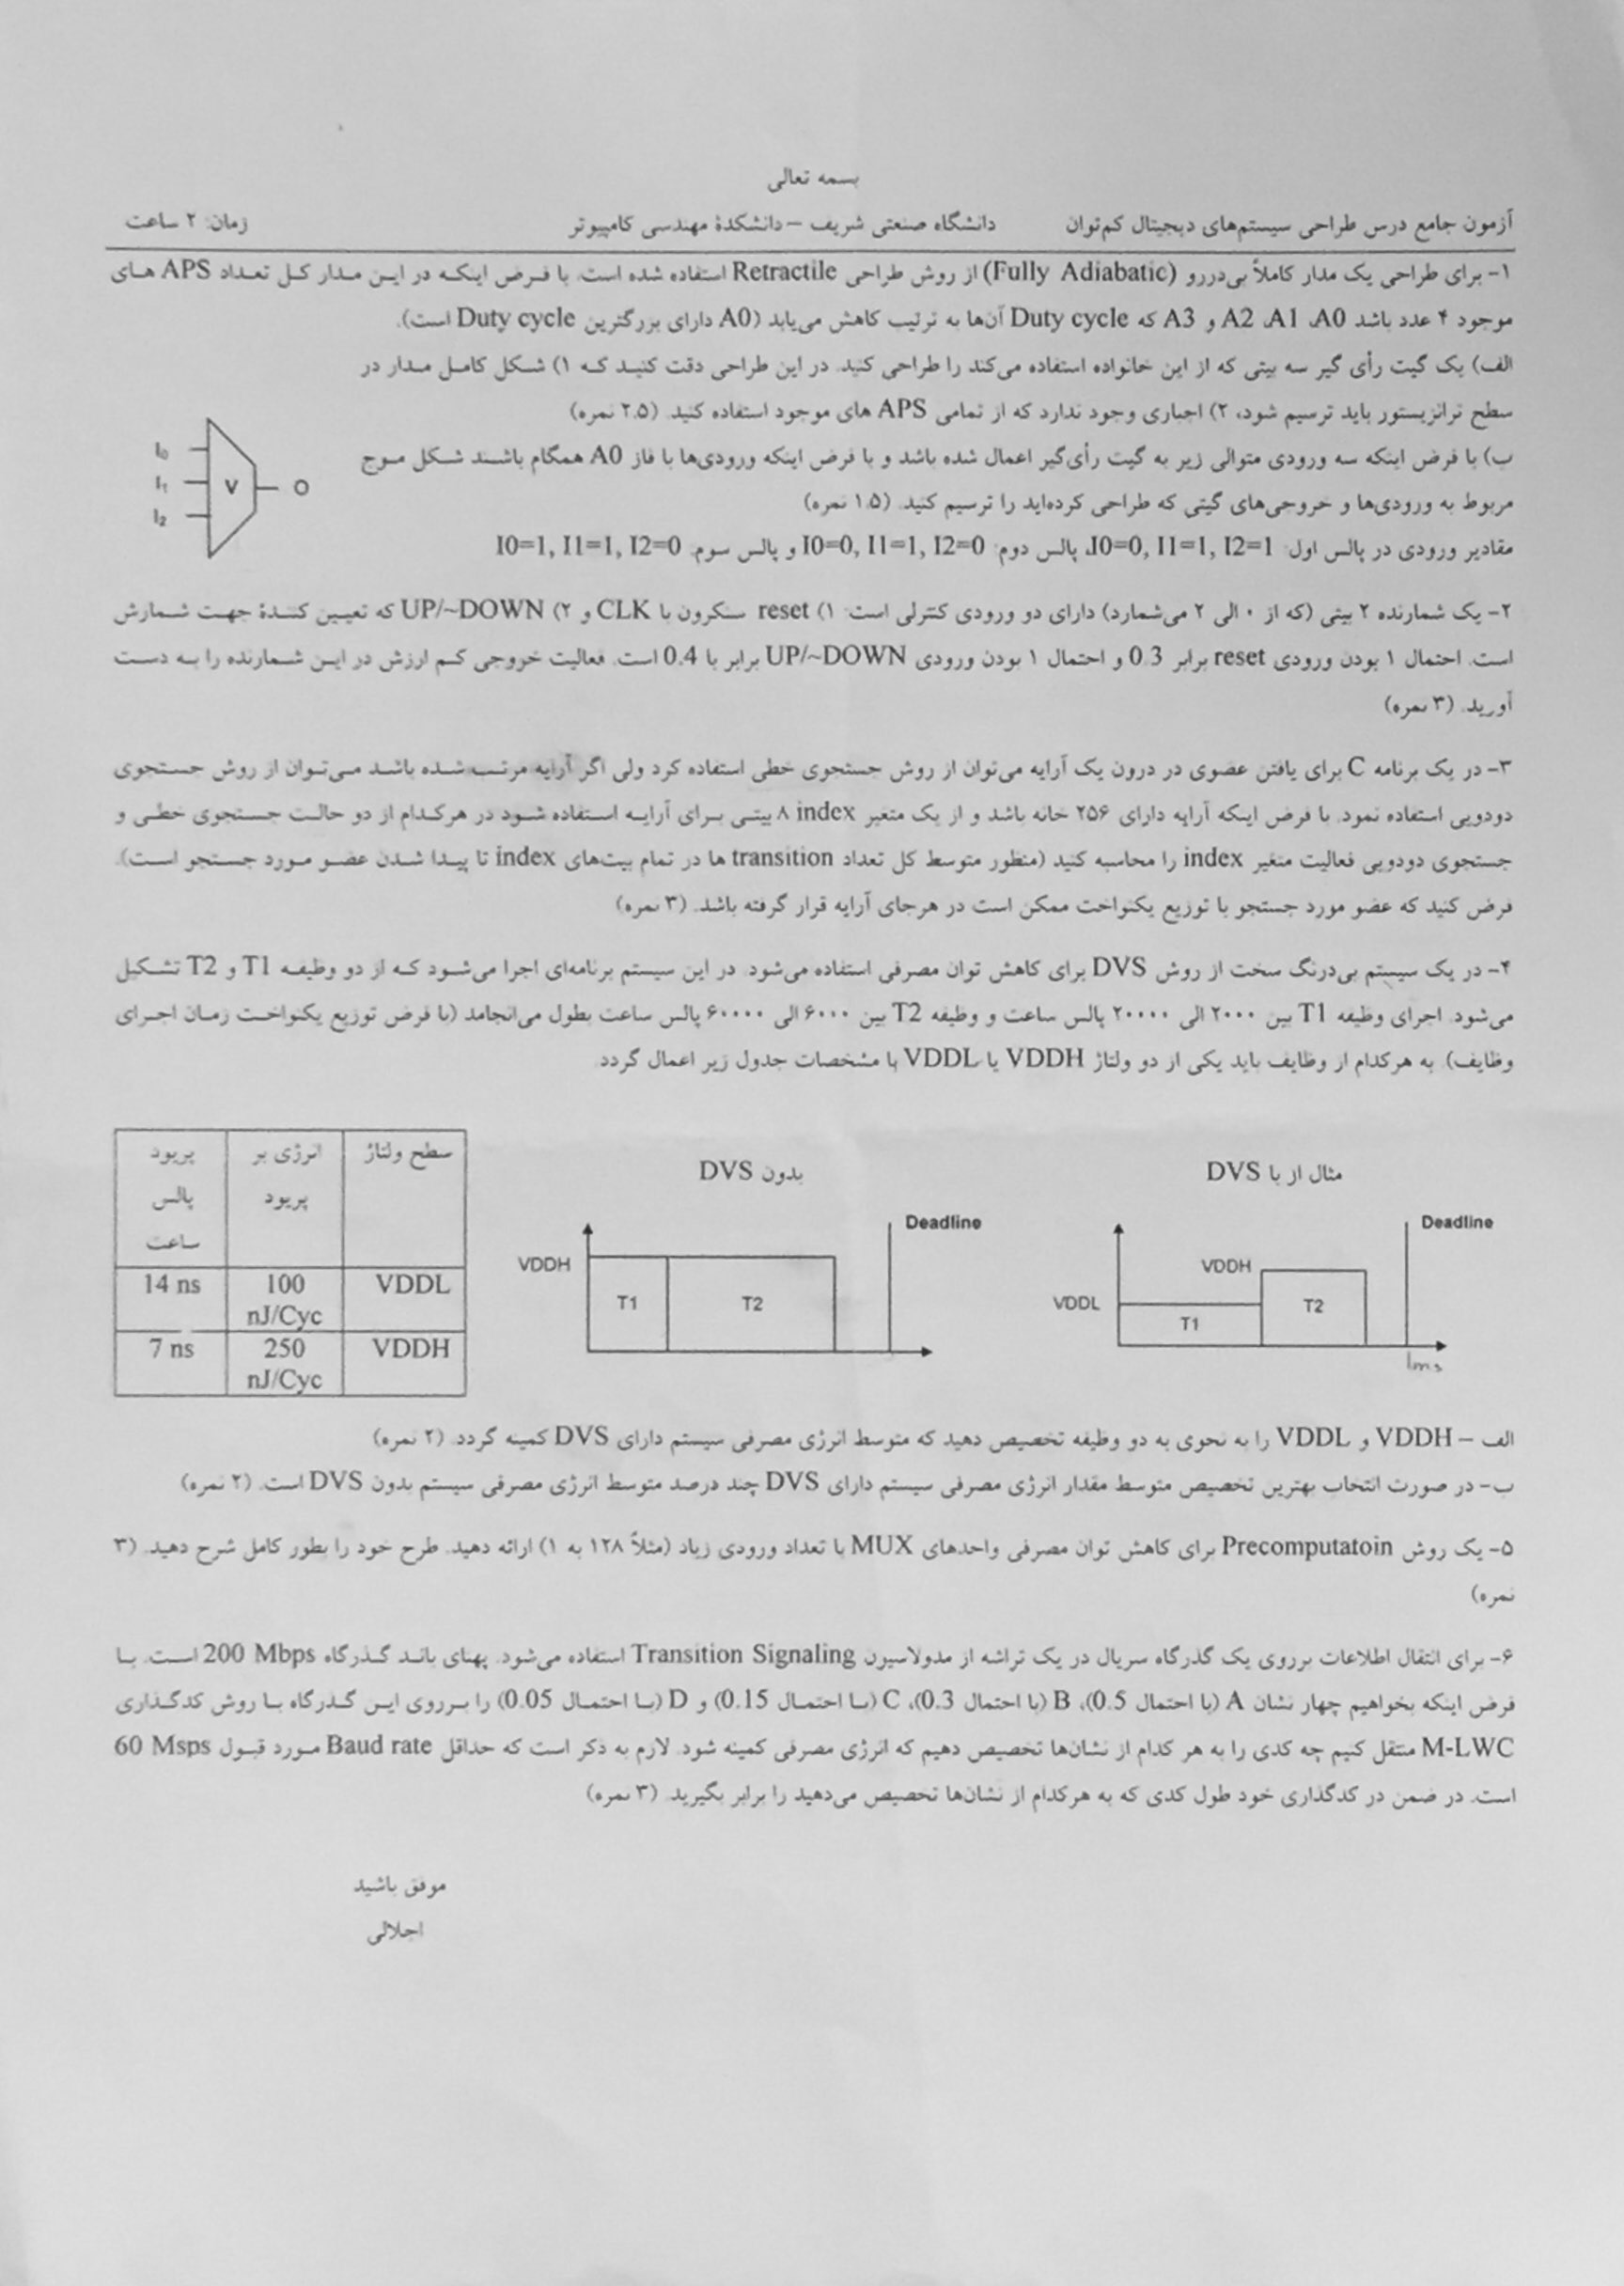 بسمه تعالی
آزمون جامع درس طراحی سیستم‌های دیجیتال کم‌توان دانشگاه صنعتی شریف – دانشکدهٔ مهندسی کامپیوتر زمان: ۲ ساعت
۱- برای طراحی یک مدار کاملاً بی‌دررو (Fully Adiabatic) از روش طراحی Retractile استفاده شده است. با فرض اینکه در این مدار کل تعداد APS های
موجود ۴ عدد باشد A0، A1، A2 و A3 که Duty cycle آن‌ها به ترتیب کاهش می‌یابد (A0 دارای بزرگترین Duty cycle است).
الف) یک گیت رأی گیر سه بیتی که از این خانواده استفاده می‌کند را طراحی کنید. در این طراحی دقت کنید که ۱) شکل کامل مدار در
سطح ترانزیستور باید ترسیم شود، ۲) اجباری وجود ندارد که از تمامی APS های موجود استفاده کنید. (۲.۵ نمره)
ب) با فرض اینکه سه ورودی متوالی زیر به گیت رأی‌گیر اعمال شده باشد و با فرض اینکه ورودی‌ها با فاز A0 همگام باشند شکل موج
مربوط به ورودی‌ها و خروجی‌های گیتی که طراحی کرده‌اید را ترسیم کنید. (۱.۵ نمره)
مقادیر ورودی در پالس اول: I0=0, I1=1, I2=1، پالس دوم: I0=0, I1=1, I2=0 و پالس سوم: I0=1, I1=1, I2=0
I0
I1
I2
V
O
۲- یک شمارنده ۲ بیتی (که از ۰ الی ۲ می‌شمارد) دارای دو ورودی کنترلی است: ۱) reset سنکرون با CLK و ۲) UP/~DOWN که تعیین کنندهٔ جهت شمارش
است. احتمال ۱ بودن ورودی reset برابر 0.3 و احتمال ۱ بودن ورودی UP/~DOWN برابر با 0.4 است. فعالیت خروجی کم ارزش در این شمارنده را به دست
آورید. (۳ نمره)
۳- در یک برنامه C برای یافتن عضوی در درون یک آرایه می‌توان از روش جستجوی خطی استفاده کرد ولی اگر آرایه مرتب شده باشد می‌توان از روش جستجوی
دودویی استفاده نمود. با فرض اینکه آرایه دارای ۲۵۶ خانه باشد و از یک متغیر index ۸ بیتی برای آرایه استفاده شود در هرکدام از دو حالت جستجوی خطی و
جستجوی دودویی فعالیت متغیر index را محاسبه کنید (منظور متوسط کل تعداد transition ها در تمام بیت‌های index تا پیدا شدن عضو مورد جستجو است).
فرض کنید که عضو مورد جستجو با توزیع یکنواخت ممکن است در هرجای آرایه قرار گرفته باشد. (۳ نمره)
۴- در یک سیستم بی‌درنگ سخت از روش DVS برای کاهش توان مصرفی استفاده می‌شود. در این سیستم برنامه‌ای اجرا می‌شود که از دو وظیفه T1 و T2 تشکیل
می‌شود. اجرای وظیفه T1 بین ۲۰۰۰ الی ۲۰۰۰۰ پالس ساعت و وظیفه T2 بین ۶۰۰۰ الی ۶۰۰۰۰ پالس ساعت بطول می‌انجامد (با فرض توزیع یکنواخت زمان اجرای
وظایف). به هرکدام از وظایف باید یکی از دو ولتاژ VDDH یا VDDL با مشخصات جدول زیر اعمال گردد.
مثال از با DVS
Deadline
VDDH
VDDL
T1
T2
1ms
بدون DVS
Deadline
VDDH
T1
T2
سطح ولتاژ انرژی بر پریود پریود پالس ساعت
VDDL 100 nJ/Cyc 14 ns
VDDH 250 nJ/Cyc 7 ns
الف – VDDH و VDDL را به نحوی به دو وظیفه تخصیص دهید که متوسط انرژی مصرفی سیستم دارای DVS کمینه گردد. (۲ نمره)
ب- در صورت انتخاب بهترین تخصیص متوسط مقدار انرژی مصرفی سیستم دارای DVS چند درصد متوسط انرژی مصرفی سیستم بدون DVS است. (۲ نمره)
۵- یک روش Precomputatoin برای کاهش توان مصرفی واحدهای MUX با تعداد ورودی زیاد (مثلاً ۱۲۸ به ۱) ارائه دهید. طرح خود را بطور کامل شرح دهید. (۳
نمره)
۶- برای انتقال اطلاعات برروی یک گذرگاه سریال در یک تراشه از مدولاسیون Transition Signaling استفاده می‌شود. پهنای باند گذرگاه 200 Mbps است. با
فرض اینکه بخواهیم چهار نشان A (با احتمال 0.5)، B (با احتمال 0.3)، C (با احتمال 0.15) و D (با احتمال 0.05) را برروی این گذرگاه با روش کدگذاری
M-LWC منتقل کنیم چه کدی را به هر کدام از نشان‌ها تخصیص دهیم که انرژی مصرفی کمینه شود. لازم به ذکر است که حداقل Baud rate مورد قبول 60 Msps
است. در ضمن در کدگذاری خود طول کدی که به هرکدام از نشان‌ها تخصیص می‌دهید را برابر بگیرید. (۳ نمره)
موفق باشید
اجلالی